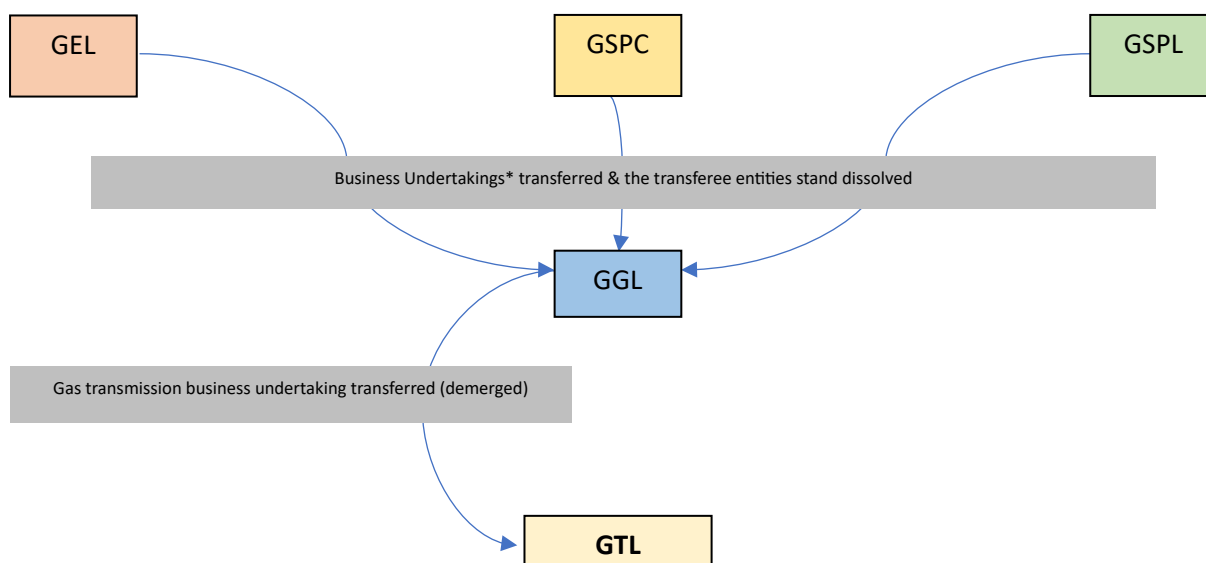 GEL
GSPC
GSPL
Business Undertakings* transferred & the transferee entities stand dissolved
GGL
Gas transmission business undertaking transferred (demerged)
GTL